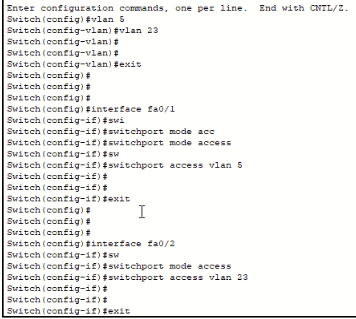 Enter configuration commands, one per line.  End with CNTL/Z.
Switch(config)#vlan 5
Switch(config-vlan)#vlan 23
Switch(config-vlan)#
Switch(config-vlan)#
Switch(config-vlan)#exit
Switch(config)#
Switch(config)#
Switch(config)#
Switch(config)#interface fa0/1
Switch(config-if)#swi
Switch(config-if)#switchport mode acc
Switch(config-if)#switchport mode access
Switch(config-if)#sw
Switch(config-if)#switchport access vlan 5
Switch(config-if)#
Switch(config-if)#
Switch(config-if)#exit
Switch(config)#
Switch(config)#
Switch(config)#
Switch(config)#interface fa0/2
Switch(config-if)#sw
Switch(config-if)#switchport mode access
Switch(config-if)#switchport access vlan 23
Switch(config-if)#
Switch(config-if)#
Switch(config-if)#exit